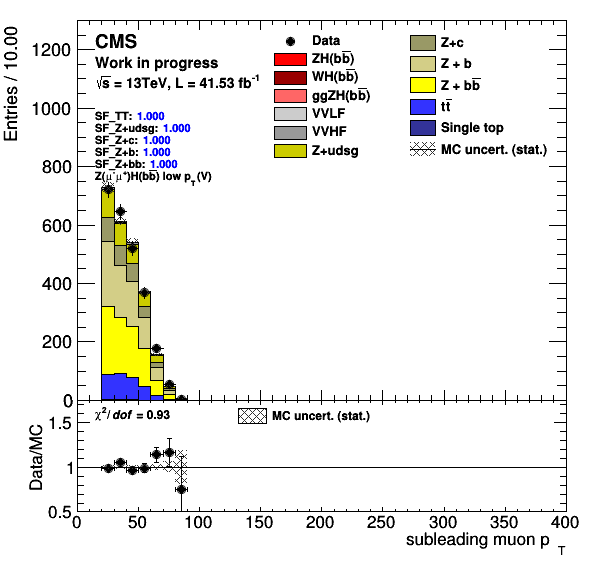 Entries / 10.00
1200
1000
800
600
400
200
0
CMS
Work in progress
√s = 13TeV, L = 41.53 fb⁻¹
SF_TT: 1.000
SF_Z+udsg: 1.000
SF_Z+c: 1.000
SF_Z+b: 1.000
SF_Z+bb: 1.000
Z(μ⁻μ⁺)H(bb̅) low p_T(V)
Data
ZH(bb̅)
WH(bb̅)
ggZH(bb̅)
VVLF
VVHF
Z+udsg
Z+c
Z + b
Z + bb̅
tt̅
Single top
MC uncert. (stat.)
Data/MC
1.5
1
0.5
χ²/dof = 0.93
MC uncert. (stat.)
0 50 100 150 200 250 300 350 400
subleading muon p_T